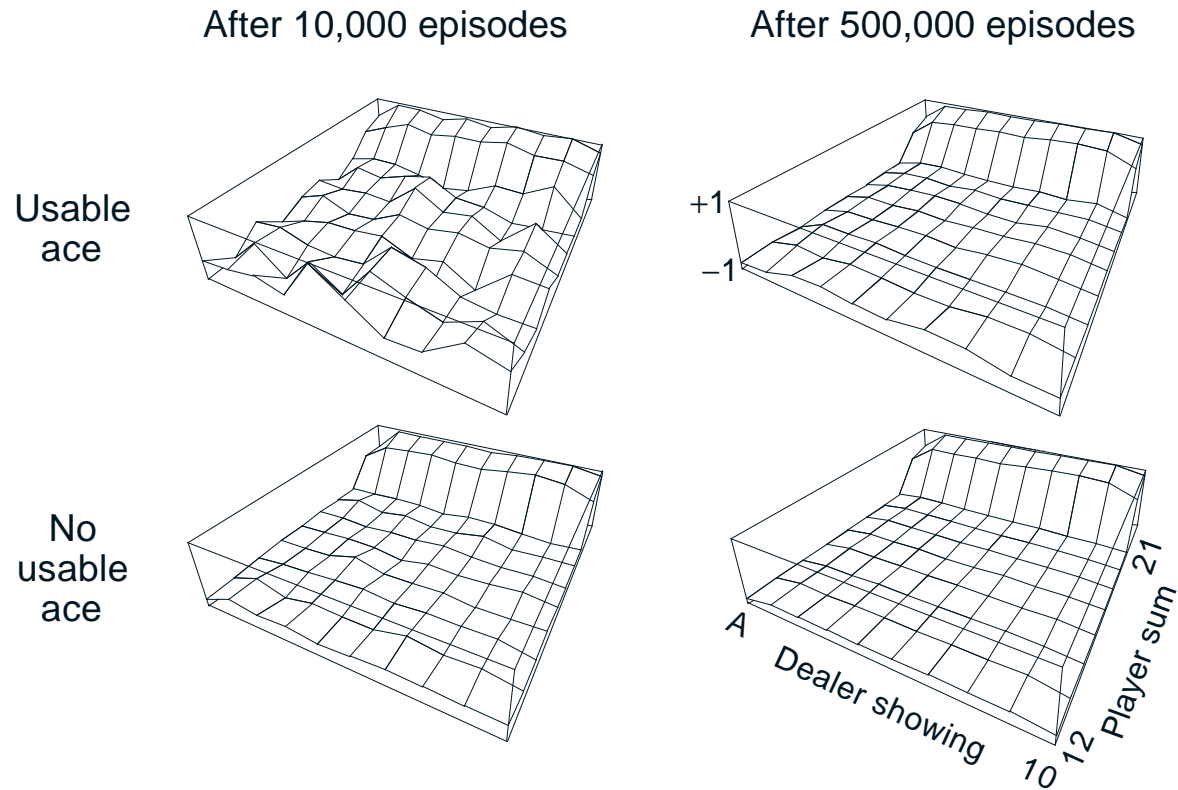 After 10,000 episodes
After 500,000 episodes
Usable
ace
+1
−1
No
usable
ace
A
Dealer showing
10
12
Player sum
21